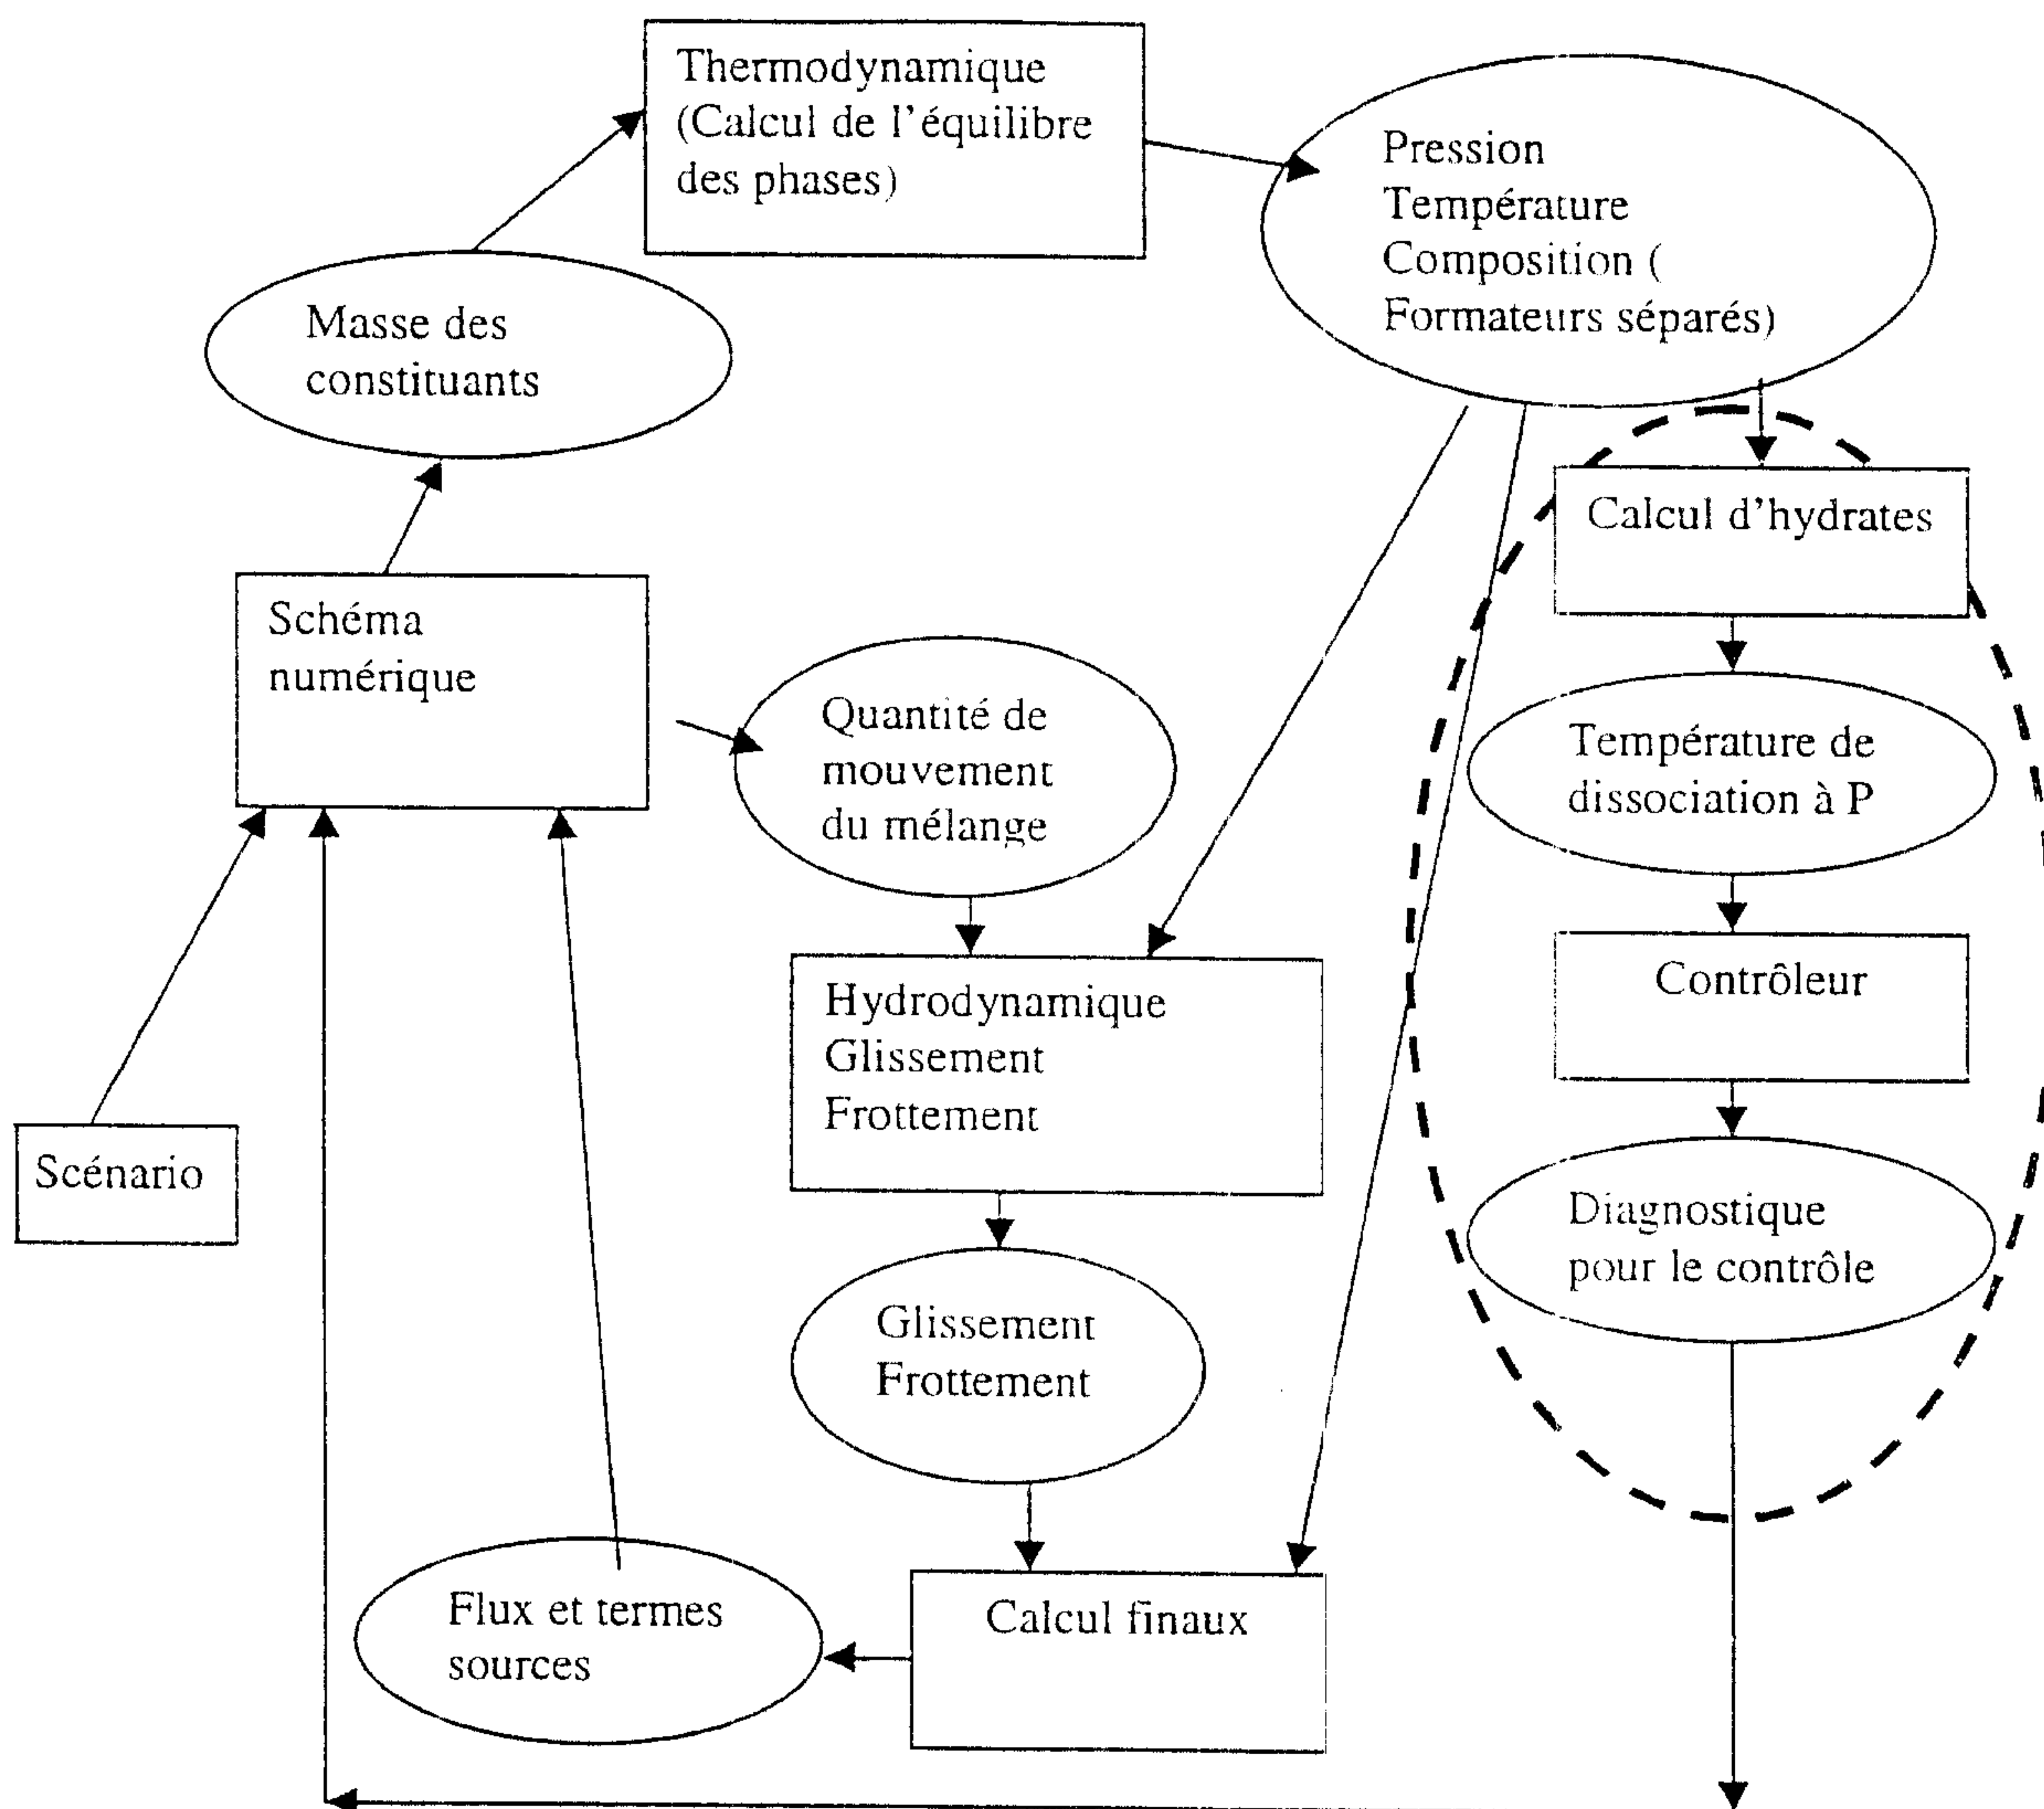 Thermodynamique
(Calcul de l'équilibre
des phases)
Pression
Température
Composition (
Formateurs séparés)
Masse des
constituants
Calcul d'hydrates
Schéma
numérique
Quantité de
mouvement
du mélange
Température de
dissociation à P
Hydrodynamique
Glissement
Frottement
Contrôleur
Scénario
Diagnostique
pour le contrôle
Glissement
Frottement
Flux et termes
sources
Calcul finaux